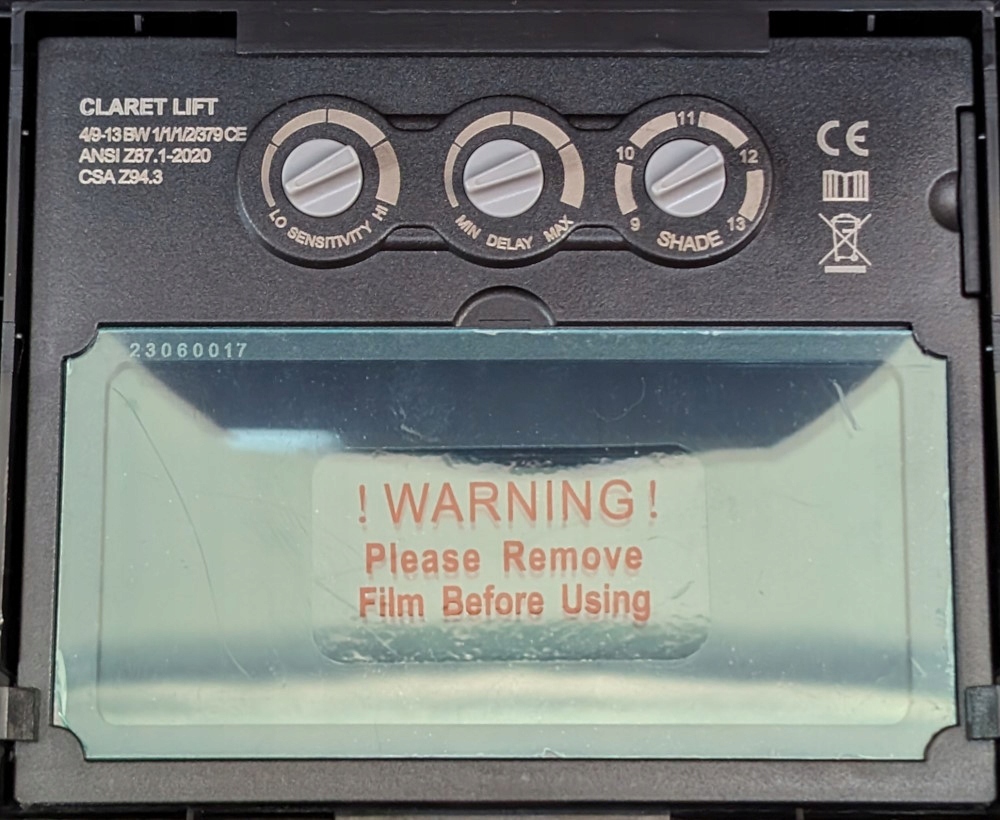 CLARET LIFT
4/9-13 BW 1/1/1/2/379 CE
ANSI Z87.1-2020
CSA Z94.3
LO SENSITIVITY HI
MIN DELAY MAX
9 10 11 12 13
SHADE
CE
23060017
! WARNING !
Please Remove
Film Before Using